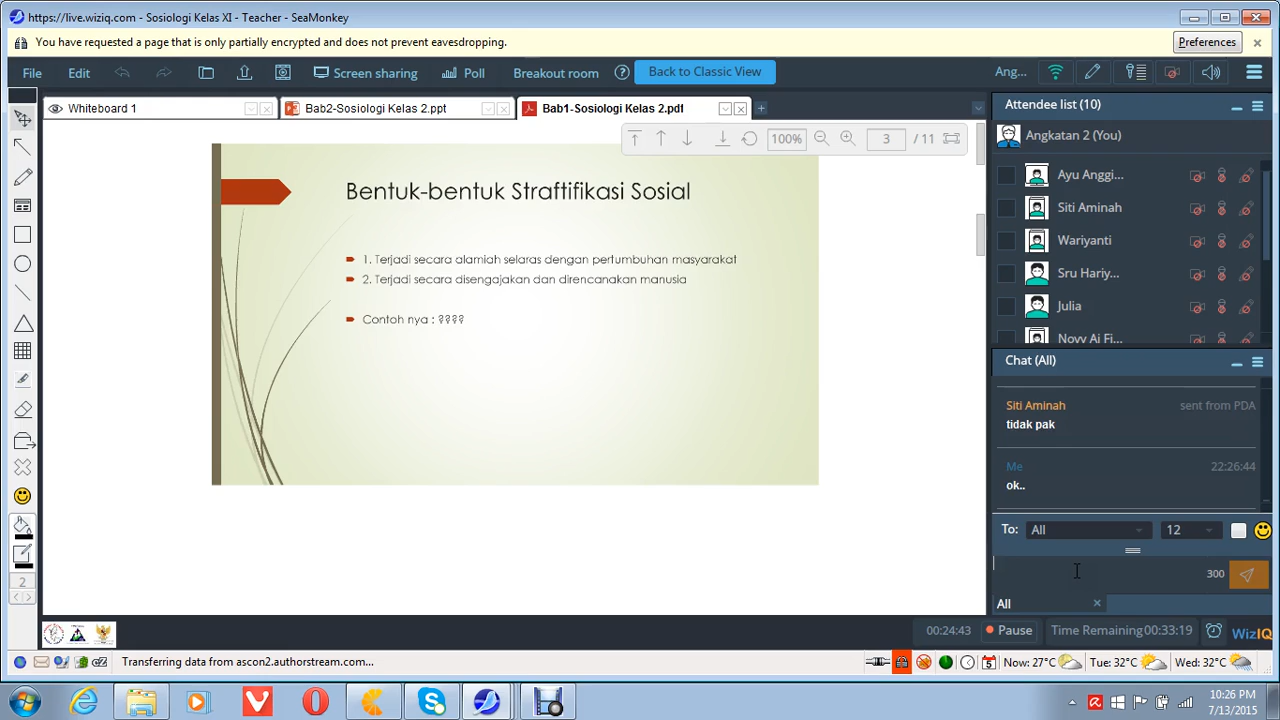 https://live.wiziq.com - Sosiologi Kelas XI - Teacher - SeaMonkey
You have requested a page that is only partially encrypted and does not prevent eavesdropping.
Preferences
File Edit Screen sharing Poll Breakout room Back to Classic View Ang...
Whiteboard 1 Bab2-Sosiologi Kelas 2.ppt Bab1-Sosiologi Kelas 2.pdf
100% 3 / 11
Bentuk-bentuk Straftifikasi Sosial
1. Terjadi secara alamiah selaras dengan pertumbuhan masyarakat
2. Terjadi secara disengajakan dan direncanakan manusia
Contoh nya : ????
2
Attendee list (10)
Angkatan 2 (You)
Ayu Anggi...
Siti Aminah
Wariyanti
Sru Hariy...
Julia
Novy Ai Fi...
Chat (All)
Siti Aminah sent from PDA
tidak pak
Me 22:26:44
ok..
To: All 12
300
All
00:24:43 Pause Time Remaining 00:33:19 WizIQ
Transferring data from ascon2.authorstream.com...
5 Now: 27°C Tue: 32°C Wed: 32°C
10:26 PM
7/13/2015